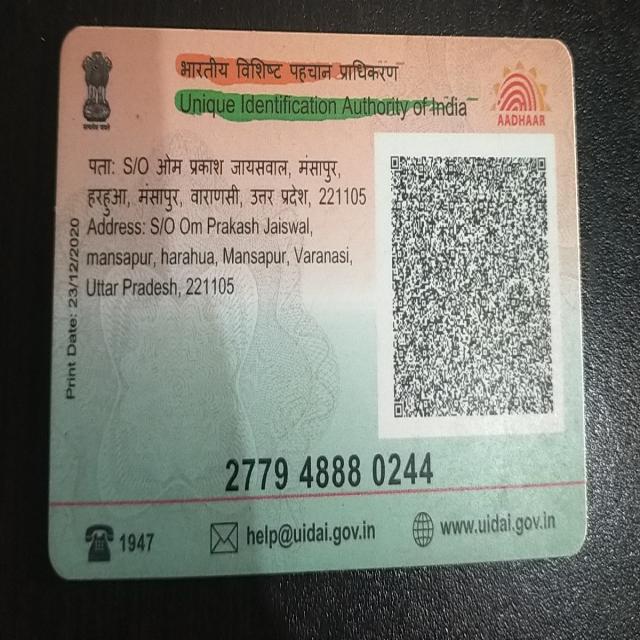 भारतीय विशिष्ट पहचान प्राधिकरण
Unique Identification Authority of India
AADHAAR
सत्यमेव जयते
पता: S/O ओम प्रकाश जायसवाल, मंसापुर,
हरहुआ, मंसापुर, वाराणसी, उत्तर प्रदेश, 221105
Address: S/O Om Prakash Jaiswal,
mansapur, harahua, Mansapur, Varanasi,
Uttar Pradesh, 221105
Print Date: 23/12/2020
2779 4888 0244
1947
help@uidai.gov.in
www.uidai.gov.in